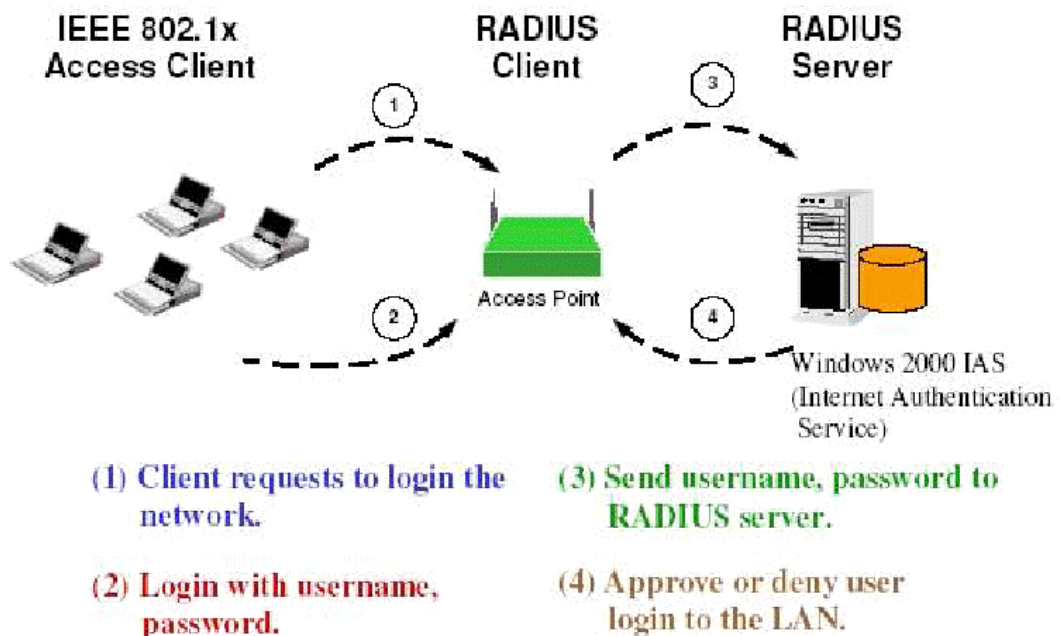 IEEE 802.1x
Access Client
RADIUS
Client
RADIUS
Server
1
3
Access Point
2
4
Windows 2000 IAS
(Internet Authentication
Service)
(1) Client requests to login the
network.
(2) Login with username,
password.
(3) Send username, password to
RADIUS server.
(4) Approve or deny user
login to the LAN.